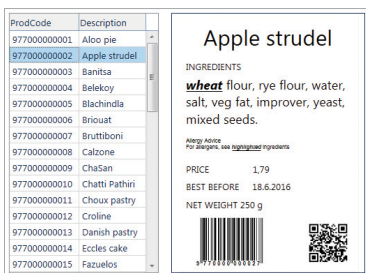 ProdCode Description
977000000001 Aloo pie
977000000002 Apple strudel
977000000003 Banitsa
977000000004 Belekoy
977000000005 Blachindla
977000000006 Briouat
977000000007 Bruttiboni
977000000008 Calzone
977000000009 ChaSan
977000000010 Chatti Pathiri
977000000011 Choux pastry
977000000012 Croline
977000000013 Danish pastry
977000000014 Eccles cake
977000000015 Fazuelos
Apple strudel
INGREDIENTS
wheat flour, rye flour, water,
salt, veg fat, improver, yeast,
mixed seeds.
Allergy Advice
For allergens, see highlighted ingredients
PRICE 1,79
BEST BEFORE 18.6.2016
NET WEIGHT 250 g
9 770000 000027